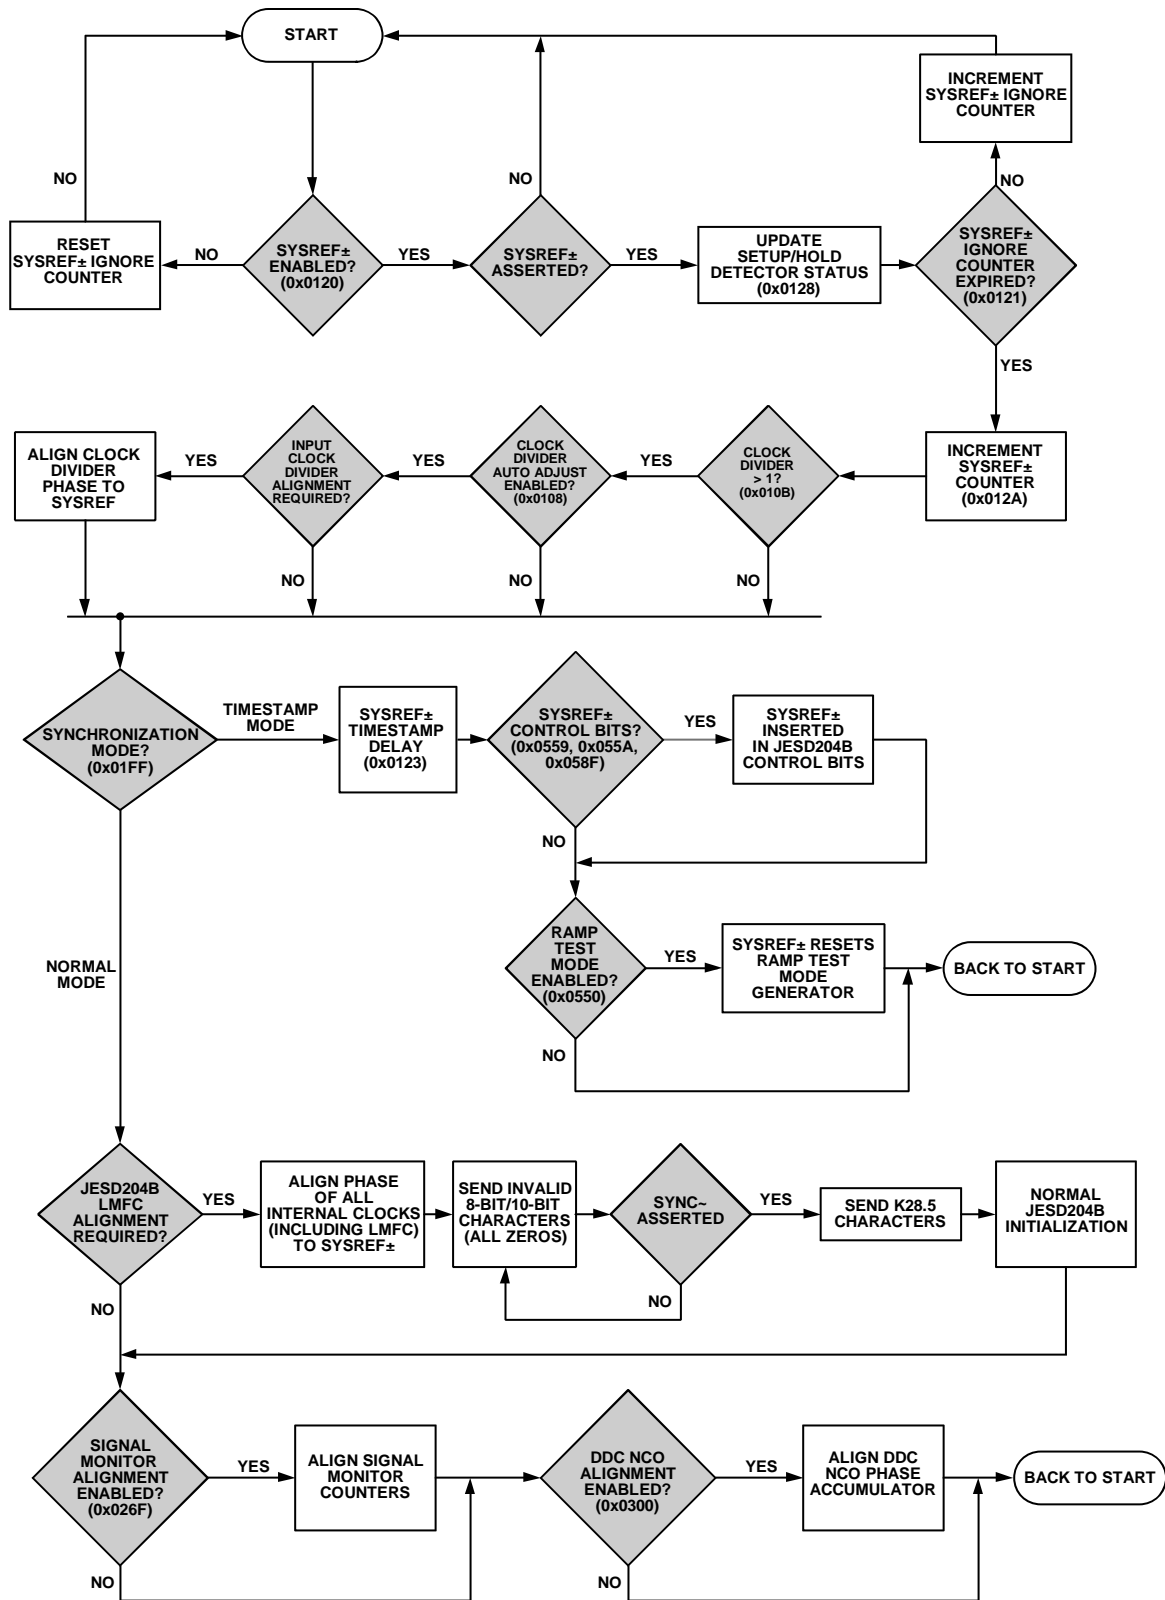 START
INCREMENT
SYSREF± IGNORE
COUNTER
NO
NO
NO
RESET
SYSREF± IGNORE
COUNTER
NO
SYSREF±
ENABLED?
(0x0120)
YES
SYSREF±
ASSERTED?
YES
UPDATE
SETUP/HOLD
DETECTOR STATUS
(0x0128)
SYSREF±
IGNORE
COUNTER
EXPIRED?
(0x0121)
YES
ALIGN CLOCK
DIVIDER
PHASE TO
SYSREF
YES
INPUT
CLOCK
DIVIDER
ALIGNMENT
REQUIRED?
YES
CLOCK
DIVIDER
AUTO ADJUST
ENABLED?
(0x0108)
YES
CLOCK
DIVIDER
> 1?
(0x010B)
INCREMENT
SYSREF±
COUNTER
(0x012A)
NO
NO
NO
SYNCHRONIZATION
MODE?
(0x01FF)
TIMESTAMP
MODE
SYSREF±
TIMESTAMP
DELAY
(0x0123)
SYSREF±
CONTROL BITS?
(0x0559, 0x055A,
0x058F)
YES
SYSREF±
INSERTED
IN JESD204B
CONTROL BITS
NO
NORMAL
MODE
RAMP
TEST
MODE
ENABLED?
(0x0550)
YES
SYSREF± RESETS
RAMP TEST
MODE
GENERATOR
BACK TO START
NO
JESD204B
LMFC
ALIGNMENT
REQUIRED?
YES
ALIGN PHASE
OF ALL
INTERNAL CLOCKS
(INCLUDING LMFC)
TO SYSREF±
SEND INVALID
8-BIT/10-BIT
CHARACTERS
(ALL ZEROS)
SYNC~
ASSERTED
YES
SEND K28.5
CHARACTERS
NORMAL
JESD204B
INITIALIZATION
NO
NO
SIGNAL
MONITOR
ALIGNMENT
ENABLED?
(0x026F)
YES
ALIGN SIGNAL
MONITOR
COUNTERS
DDC NCO
ALIGNMENT
ENABLED?
(0x0300)
YES
ALIGN DDC
NCO PHASE
ACCUMULATOR
BACK TO START
NO
NO